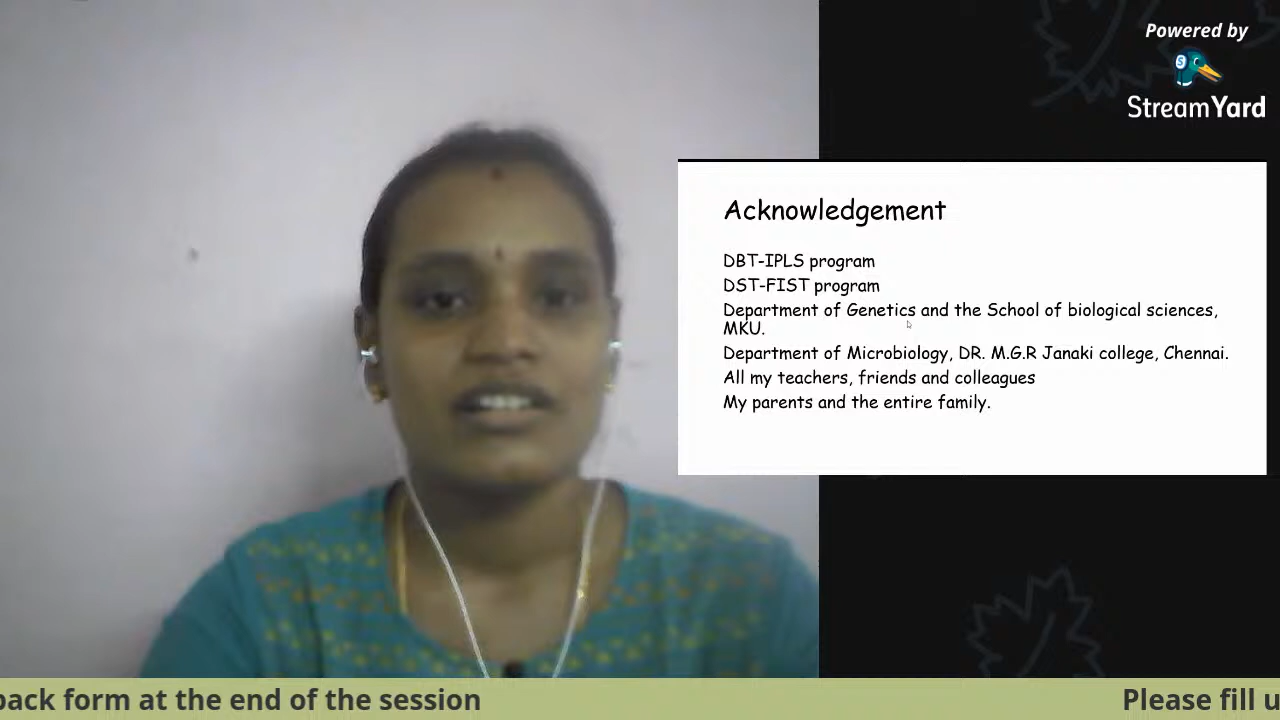 Powered by
StreamYard
Acknowledgement
DBT-IPLS program
DST-FIST program
Department of Genetics and the School of biological sciences,
MKU.
Department of Microbiology, DR. M.G.R Janaki college, Chennai.
All my teachers, friends and colleagues
My parents and the entire family.
form at the end of the session
Please fill